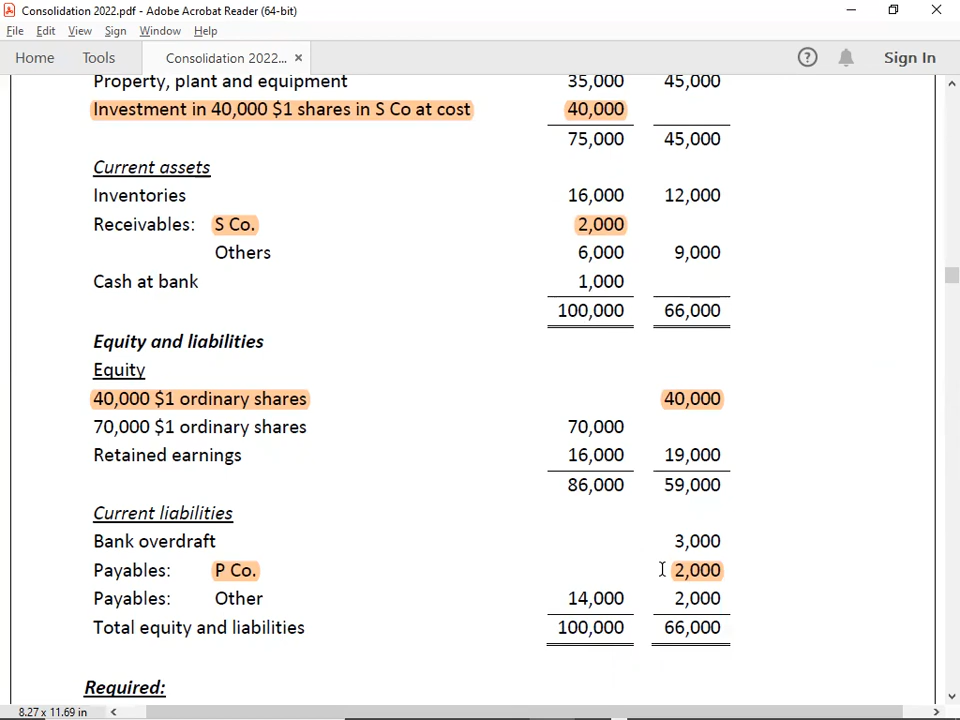 Consolidation 2022.pdf - Adobe Acrobat Reader (64-bit)
File Edit View Sign Window Help
Home Tools Consolidation 2022... × ? Sign In
Property, plant and equipment 35,000 45,000
Investment in 40,000 $1 shares in S Co at cost 40,000
75,000 45,000
Current assets
Inventories 16,000 12,000
Receivables: S Co. 2,000
Others 6,000 9,000
Cash at bank 1,000
100,000 66,000
Equity and liabilities
Equity
40,000 $1 ordinary shares 40,000
70,000 $1 ordinary shares 70,000
Retained earnings 16,000 19,000
86,000 59,000
Current liabilities
Bank overdraft 3,000
Payables: P Co. 2,000
Payables: Other 14,000 2,000
Total equity and liabilities 100,000 66,000
Required:
8.27 x 11.69 in